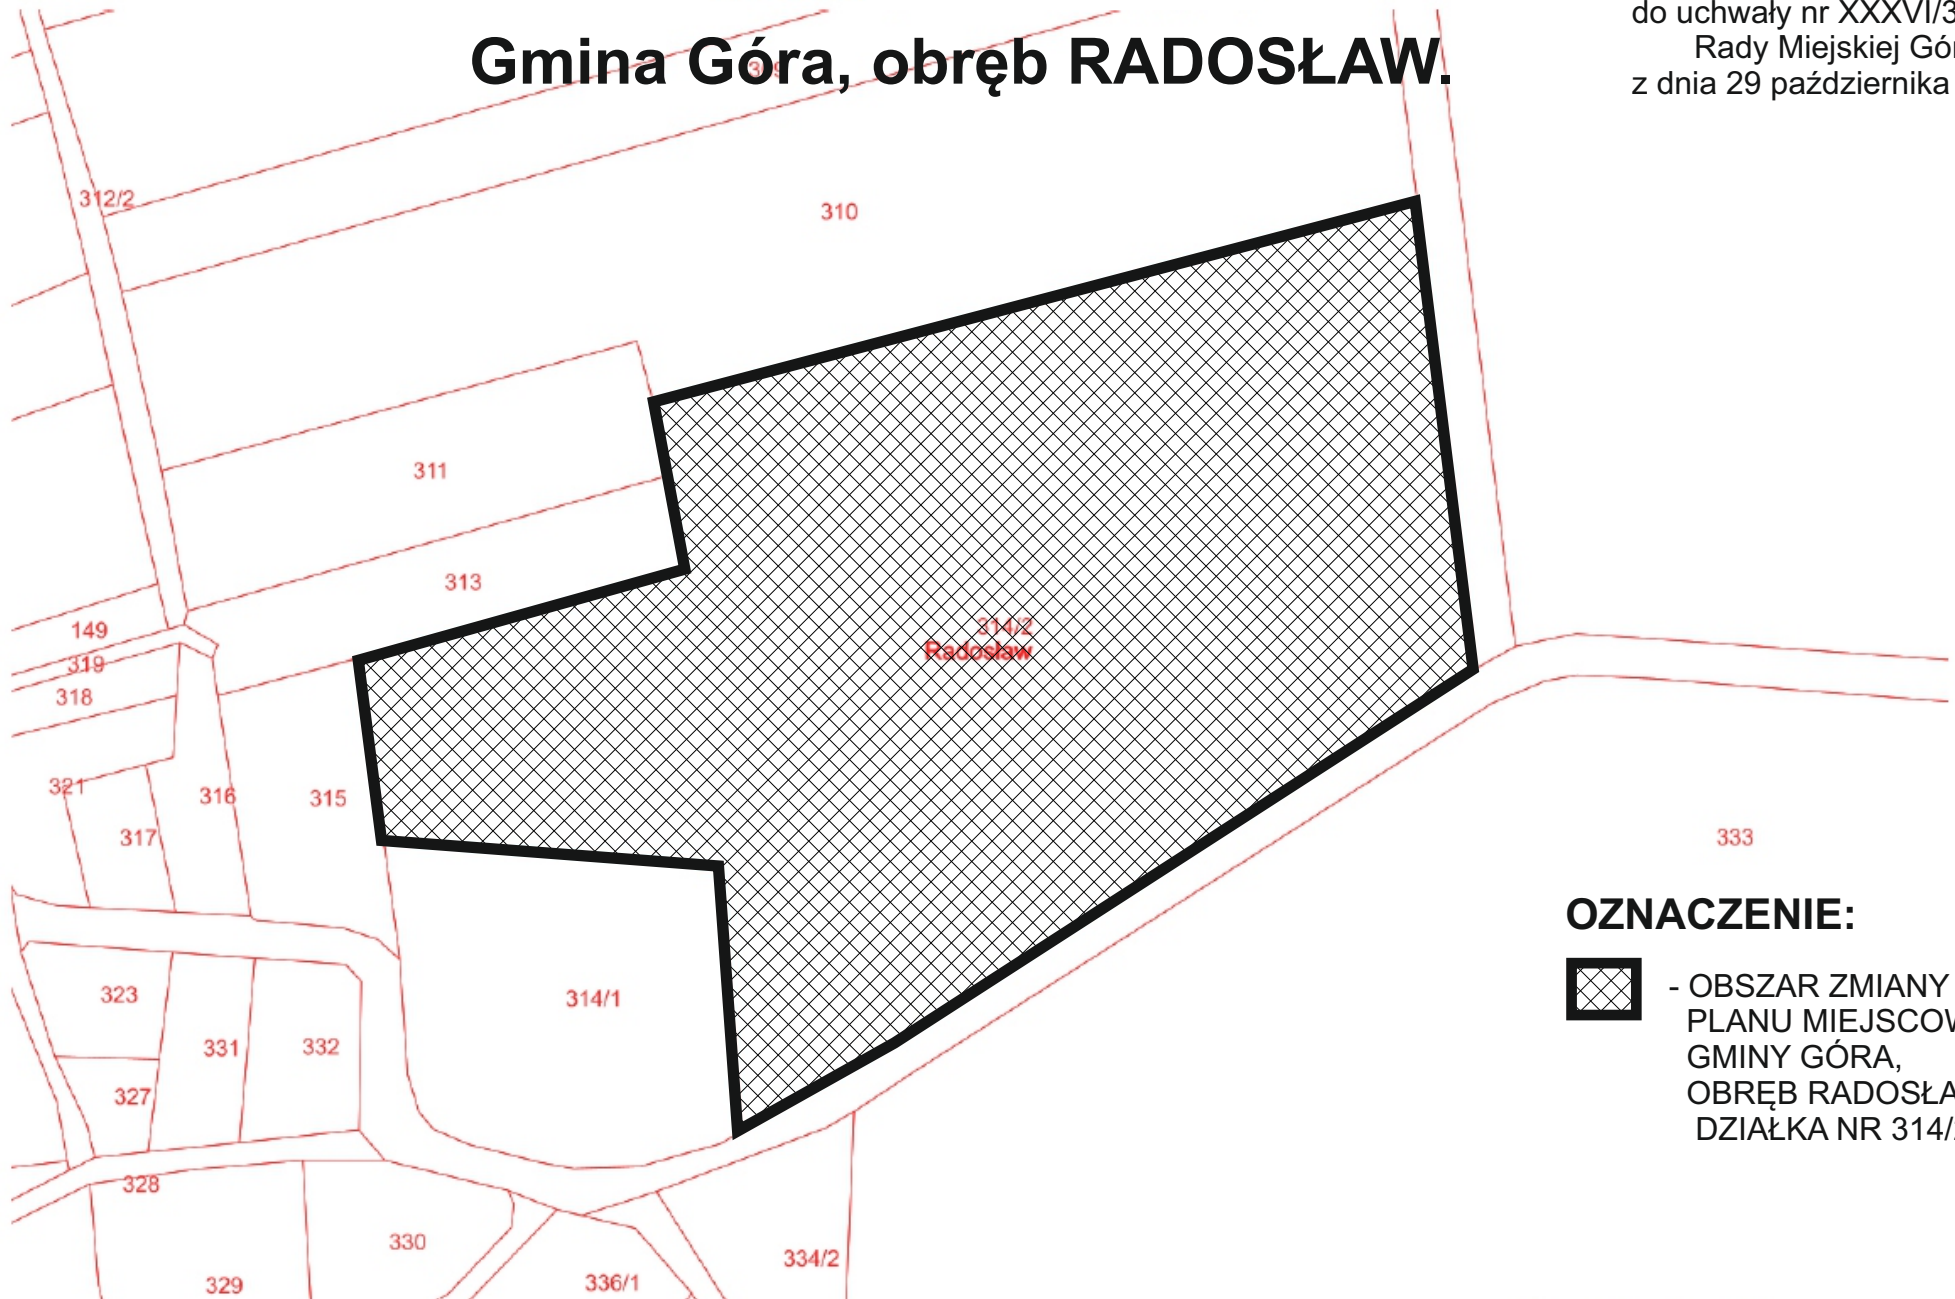 do uchwały nr XXXVI/3
Rady Miejskiej Gór
z dnia 29 października
Gmina Góra, obręb RADOSŁAW.
309
312/2
310
311
313
314/2
Radosław
149
319
318
321
316
315
317
333
OZNACZENIE:
- OBSZAR ZMIANY
PLANU MIEJSCOW
GMINY GÓRA,
OBRĘB RADOSŁA
DZIAŁKA NR 314/2
323
314/1
331
332
327
328
330
334/2
329
336/1